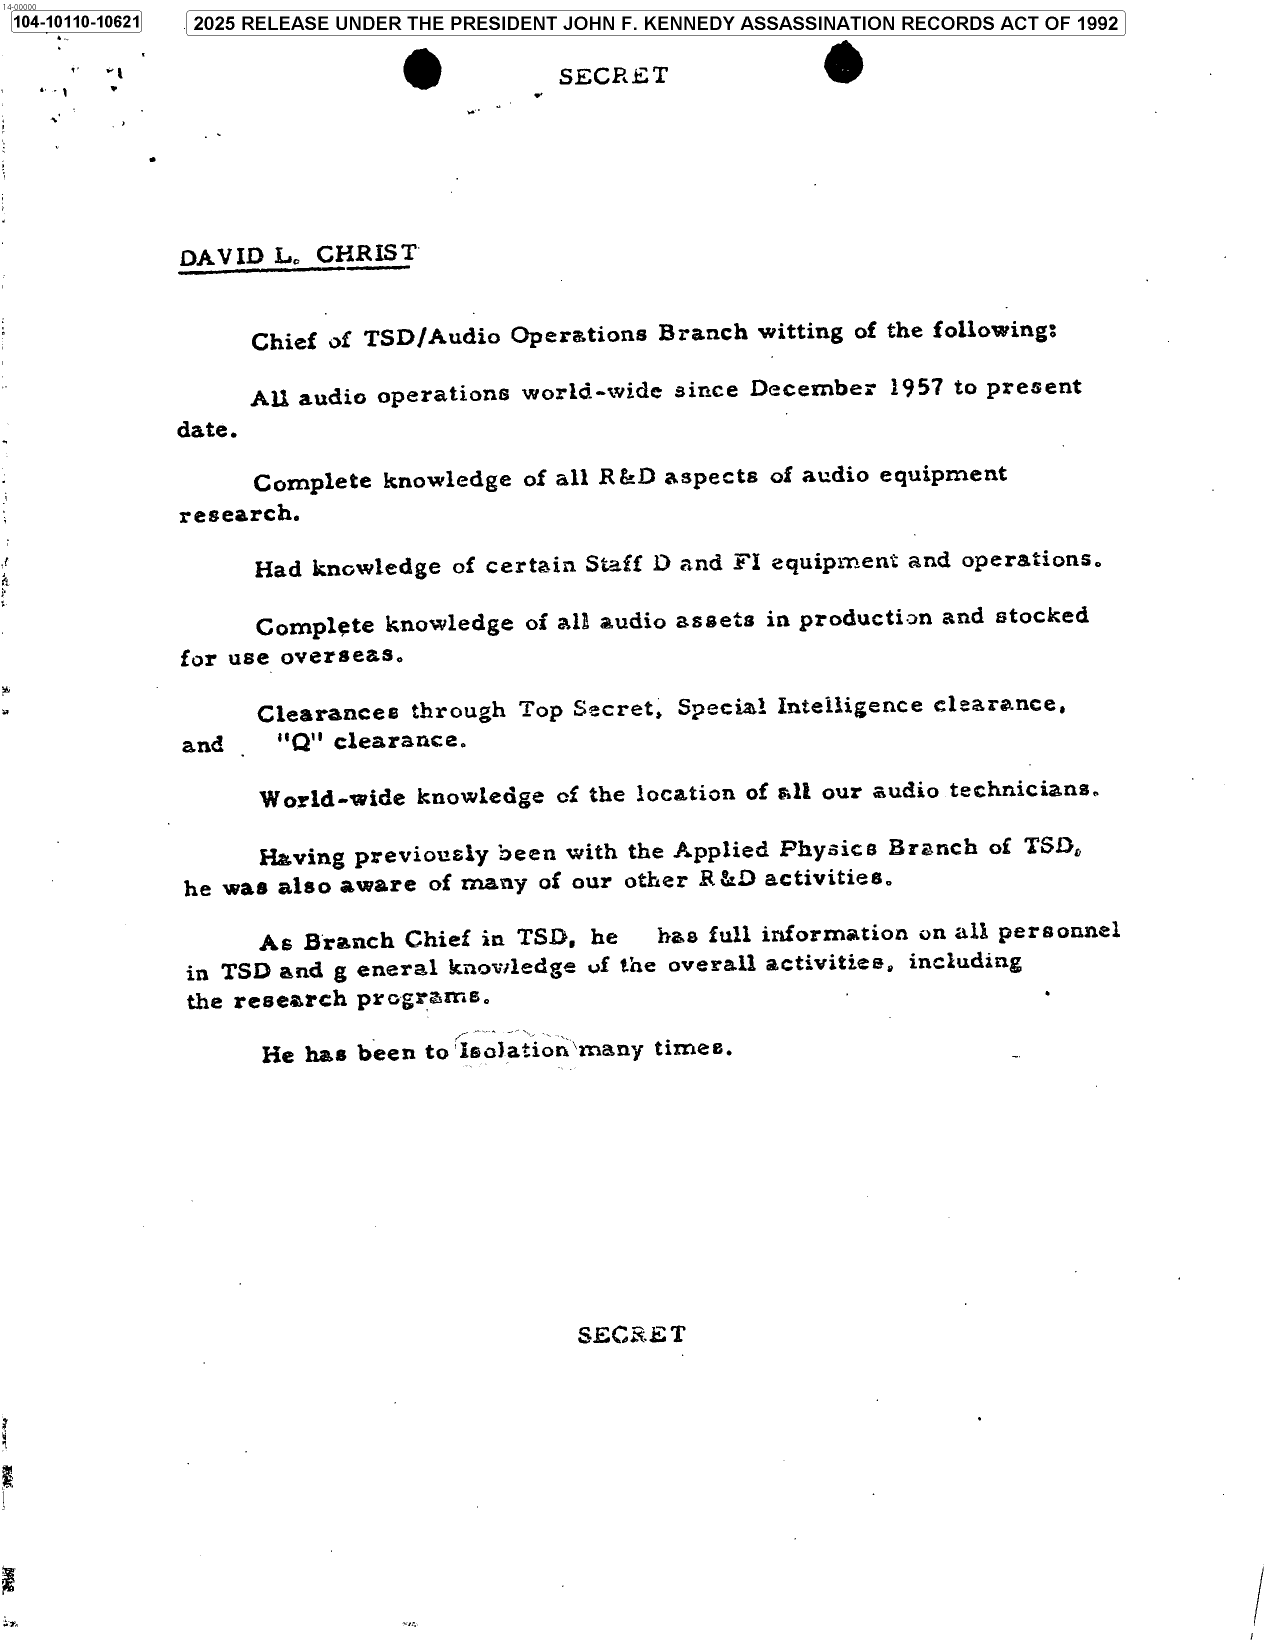 14-00000
104-10110-10621
2025 RELEASE UNDER THE PRESIDENT JOHN F. KENNEDY ASSASSINATION RECORDS ACT OF 1992
SECRET
DAVID L. CHRIST
Chief of TSD/Audio Operations Branch witting of the following:
All audio operations world-wide since December 1957 to present
date.
Complete knowledge of all R&D aspects of audio equipment
research.
Had knowledge of certain Staff D and FI equipment and operations.
Complete knowledge of all audio assets in production and stocked
for use overseas.
Clearances through Top Secret, Special Intelligence clearance,
and "Q" clearance.
World-wide knowledge of the location of all our audio technicians.
Having previously been with the Applied Physics Branch of TSD,
he was also aware of many of our other R&D activities.
As Branch Chief in TSD, he has full information on all personnel
in TSD and g eneral knowledge of the overall activities, including
the research programs.
He has been to Isolation many times.
SECRET